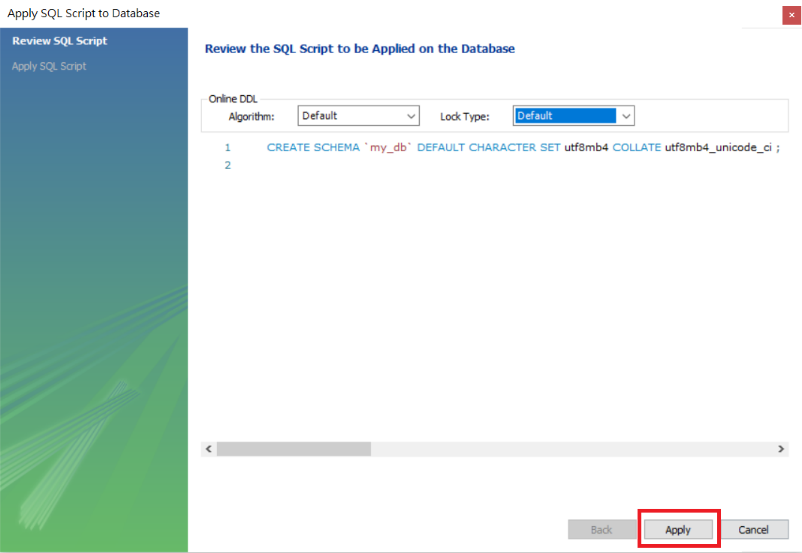 Apply SQL Script to Database
Review SQL Script
Apply SQL Script
Review the SQL Script to be Applied on the Database
Online DDL
Algorithm: Default Lock Type: Default
1 CREATE SCHEMA `my_db` DEFAULT CHARACTER SET utf8mb4 COLLATE utf8mb4_unicode_ci ;
2
Back Apply Cancel